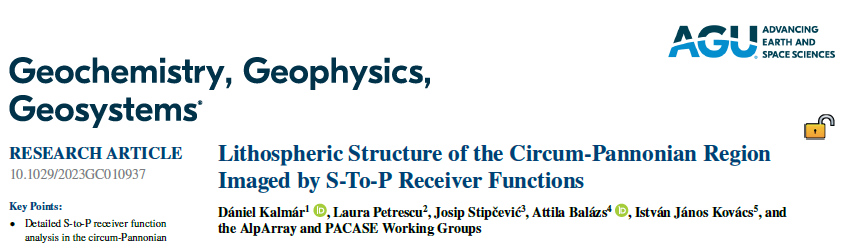 AGU ADVANCING
EARTH AND
SPACE SCIENCES
Geochemistry, Geophysics,
Geosystems®
RESEARCH ARTICLE
10.1029/2023GC010937
Key Points:
• Detailed S-to-P receiver function
analysis in the circum-Pannonian
Lithospheric Structure of the Circum-Pannonian Region
Imaged by S-To-P Receiver Functions
Dániel Kalmár1 iD, Laura Petrescu2, Josip Stipčević3, Attila Balázs4 iD, István János Kovács5, and
the AlpArray and PACASE Working Groups